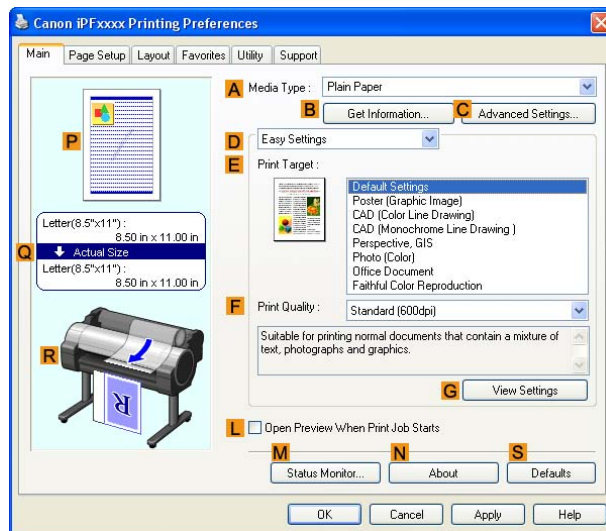 Canon iPFxxxx Printing Preferences
Main Page Setup Layout Favorites Utility Support
P
Letter(8.5"x11") :
8.50 in x 11.00 in
Q Actual Size
Letter(8.5"x11") :
8.50 in x 11.00 in
R
R
A Media Type : Plain Paper
B Get Information... C Advanced Settings...
D Easy Settings
E Print Target :
Default Settings
Poster (Graphic Image)
CAD (Color Line Drawing)
CAD (Monochrome Line Drawing )
Perspective, GIS
Photo (Color)
Office Document
Faithful Color Reproduction
F Print Quality : Standard (600dpi)
Suitable for printing normal documents that contain a mixture of
text, photographs and graphics.
G View Settings
L Open Preview When Print Job Starts
M N S
Status Monitor... About Defaults
OK Cancel Apply Help